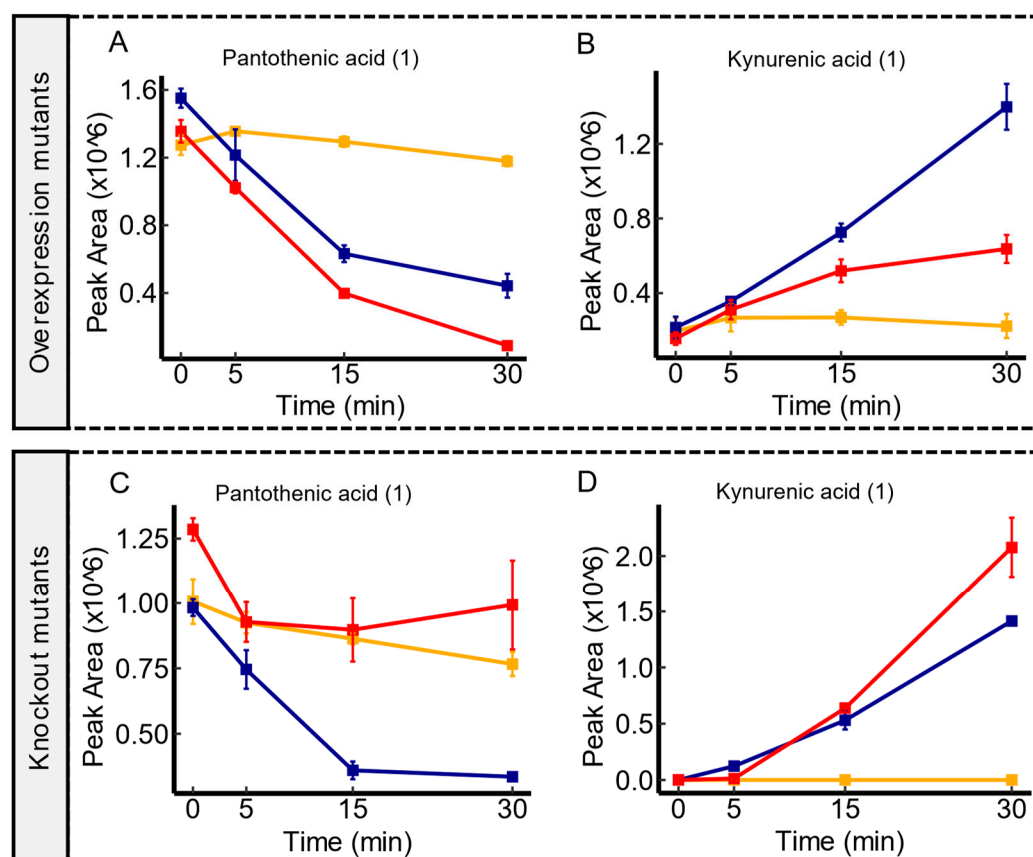 Overexpression mutants
A
Pantothenic acid (1)
Peak Area (x10^6)
1.6
1.2
0.8
0.4
0 5 15 30
Time (min)
B
Kynurenic acid (1)
Peak Area (x10^6)
1.2
0.8
0.4
0 5 15 30
Time (min)
Knockout mutants
C
Pantothenic acid (1)
Peak Area (x10^6)
1.25
1.00
0.75
0.50
0 5 15 30
Time (min)
D
Kynurenic acid (1)
Peak Area (x10^6)
2.0
1.5
1.0
0.5
0.0
0 5 15 30
Time (min)